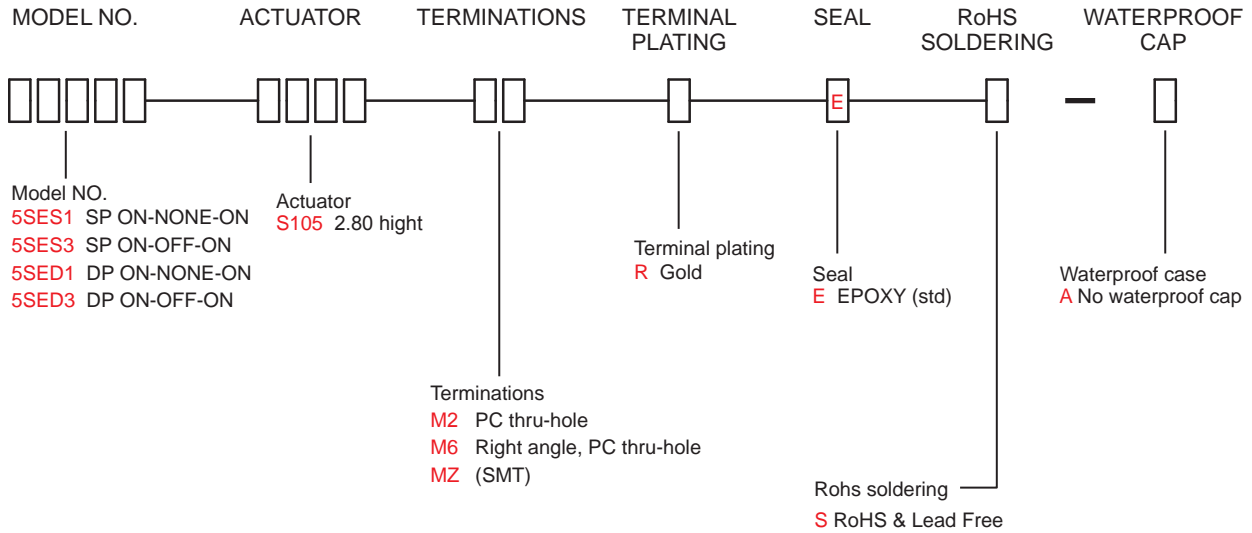 MODEL NO.
ACTUATOR
TERMINATIONS
TERMINAL
PLATING
SEAL
RoHS
SOLDERING
WATERPROOF
CAP
E
Model NO.
5SES1 SP ON-NONE-ON
5SES3 SP ON-OFF-ON
5SED1 DP ON-NONE-ON
5SED3 DP ON-OFF-ON
Actuator
S105 2.80 hight
Terminations
M2 PC thru-hole
M6 Right angle, PC thru-hole
MZ (SMT)
Terminal plating
R Gold
Seal
E EPOXY (std)
Rohs soldering
S RoHS & Lead Free
Waterproof case
A No waterproof cap